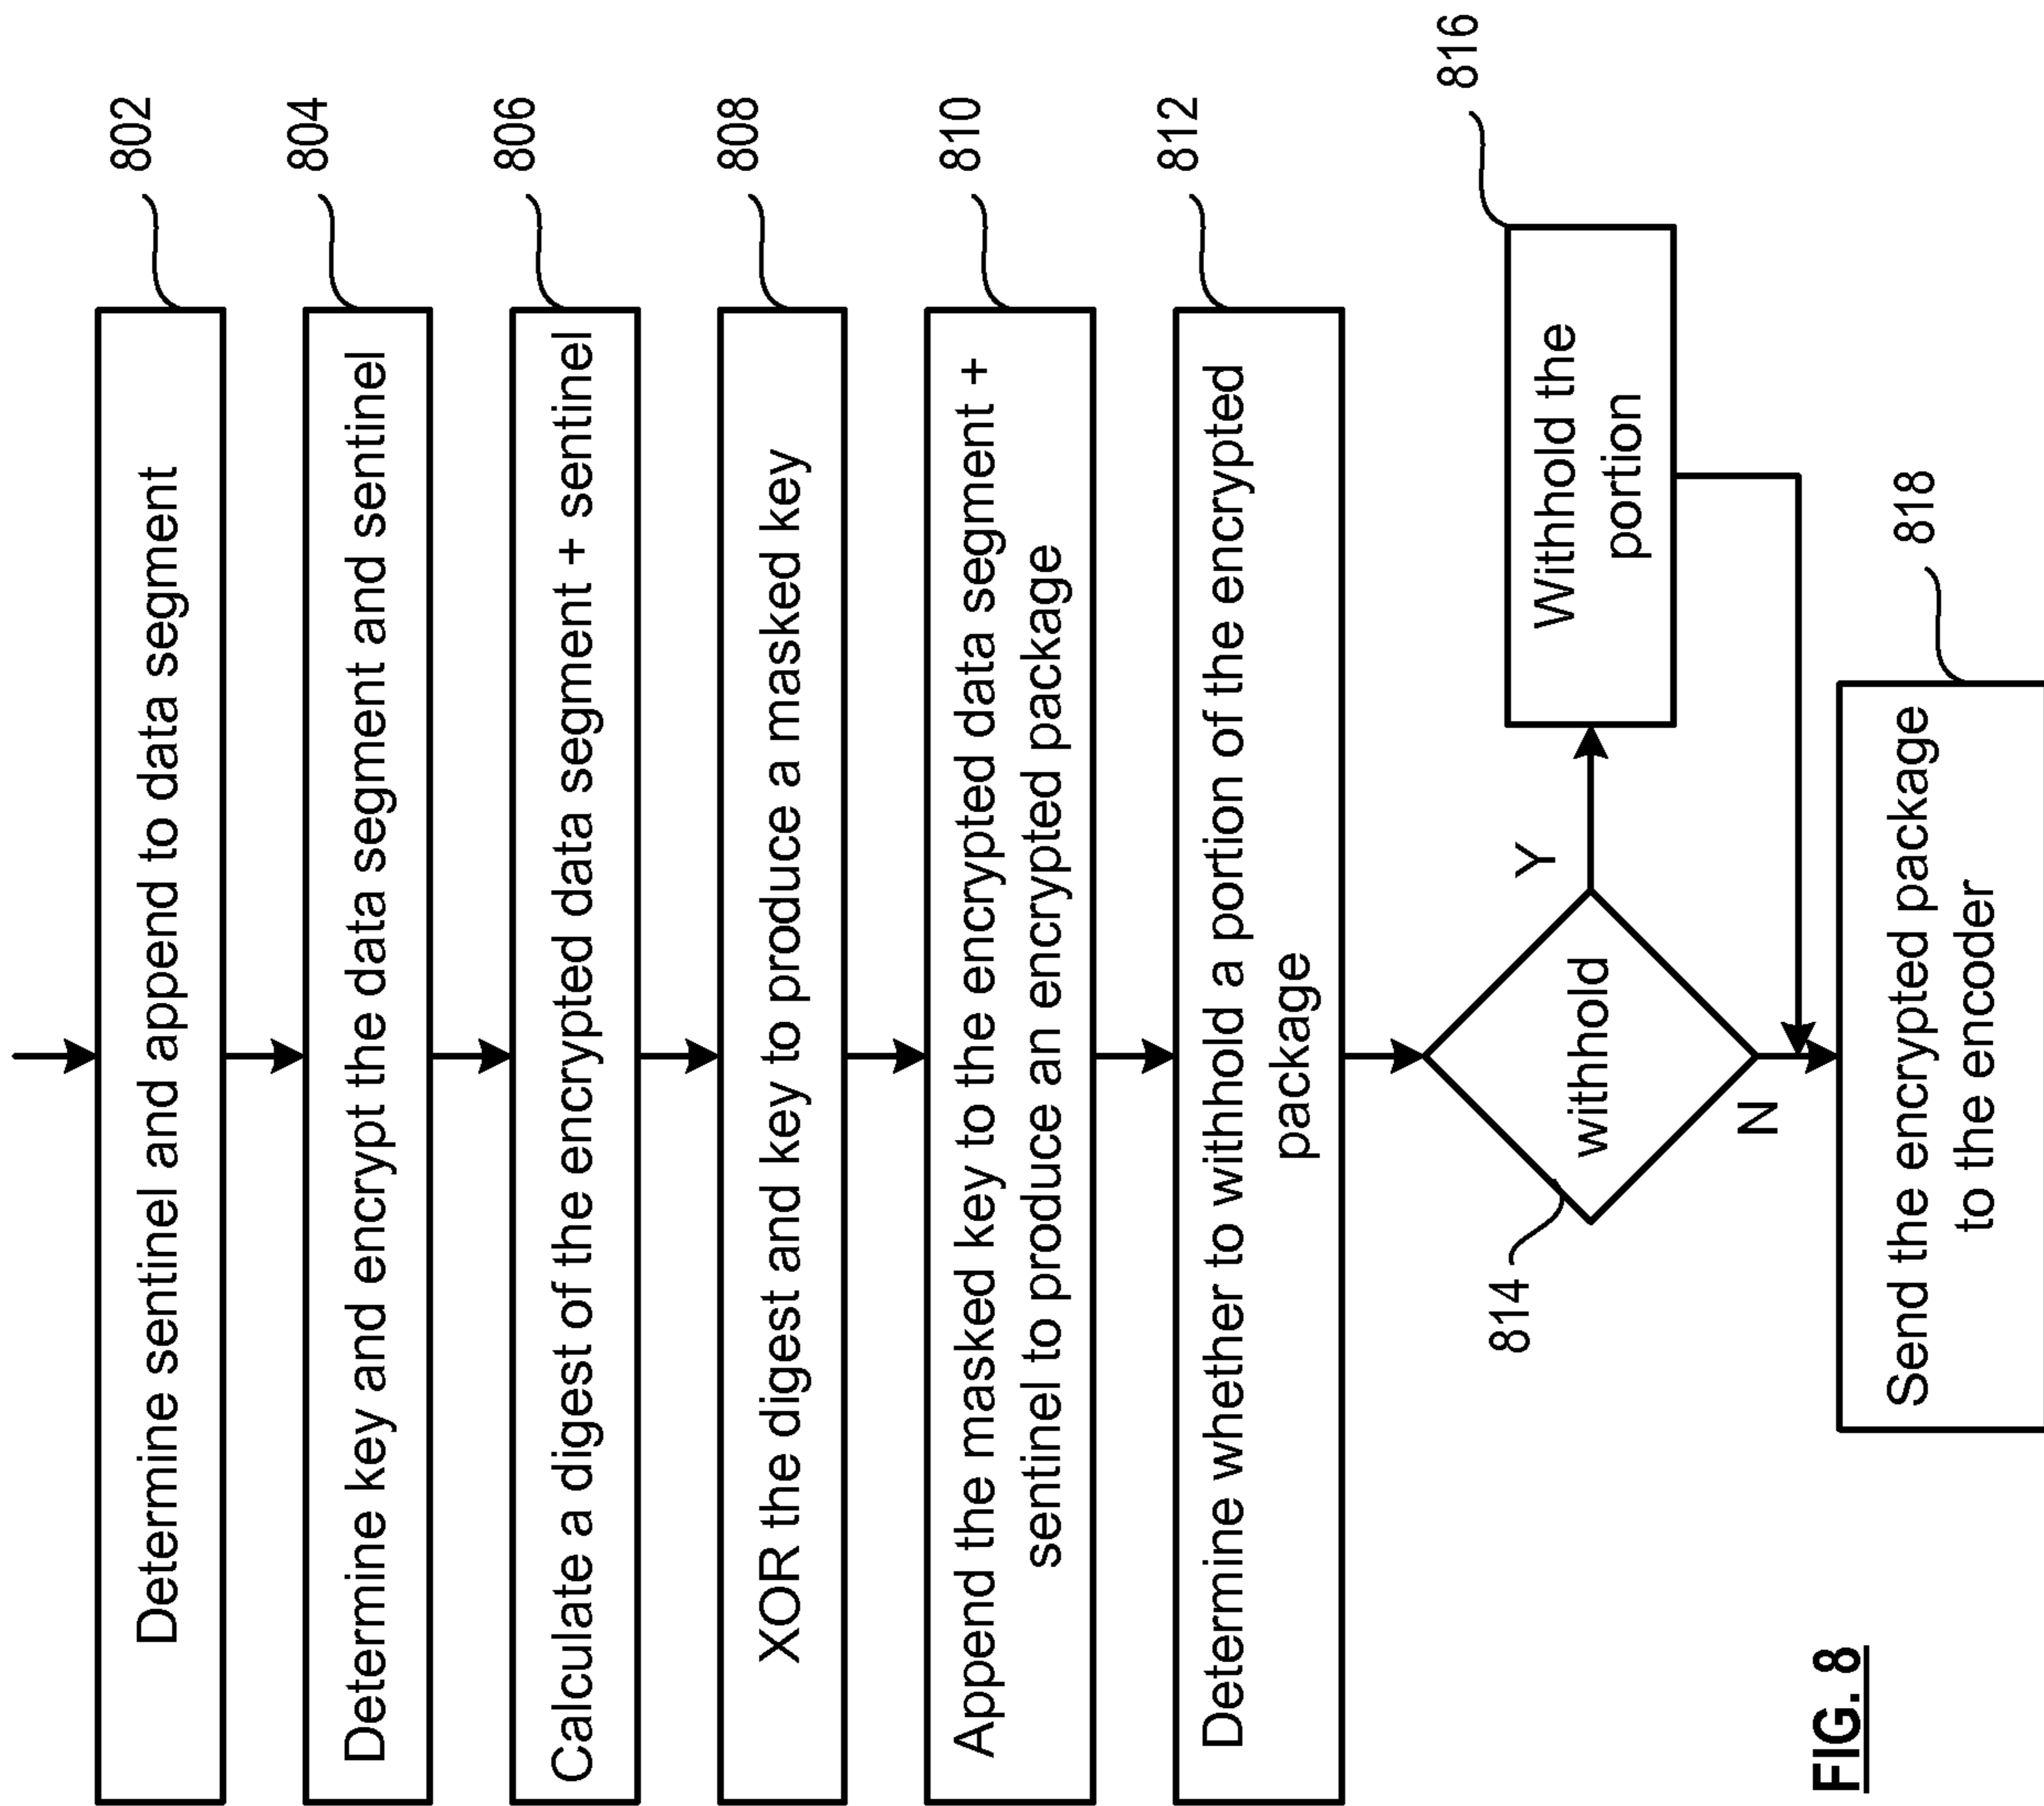 802
Determine sentinel and append to data segment
804
Determine key and encrypt the data segment and sentinel
806
Calculate a digest of the encrypted data segment + sentinel
808
XOR the digest and key to produce a masked key
810
Append the masked key to the encrypted data segment +
sentinel to produce an encrypted package
812
Determine whether to withhold a portion of the encrypted
package
814
withhold
Y
N
816
Withhold the
portion
818
Send the encrypted package
to the encoder
FIG. 8